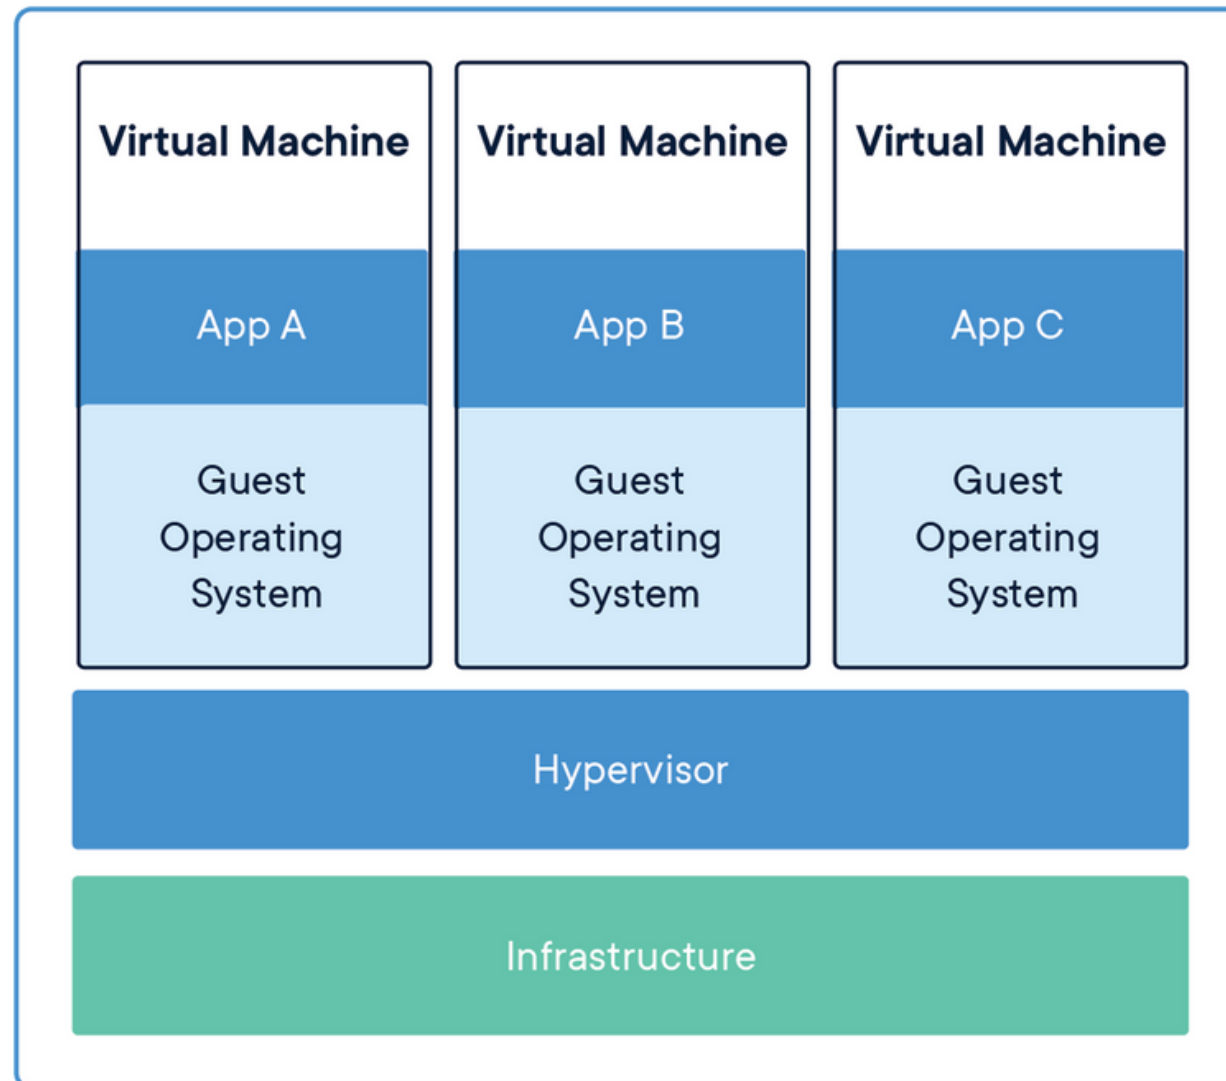 Virtual Machine
Virtual Machine
Virtual Machine
App A
App B
App C
Guest
Operating
System
Guest
Operating
System
Guest
Operating
System
Hypervisor
Infrastructure